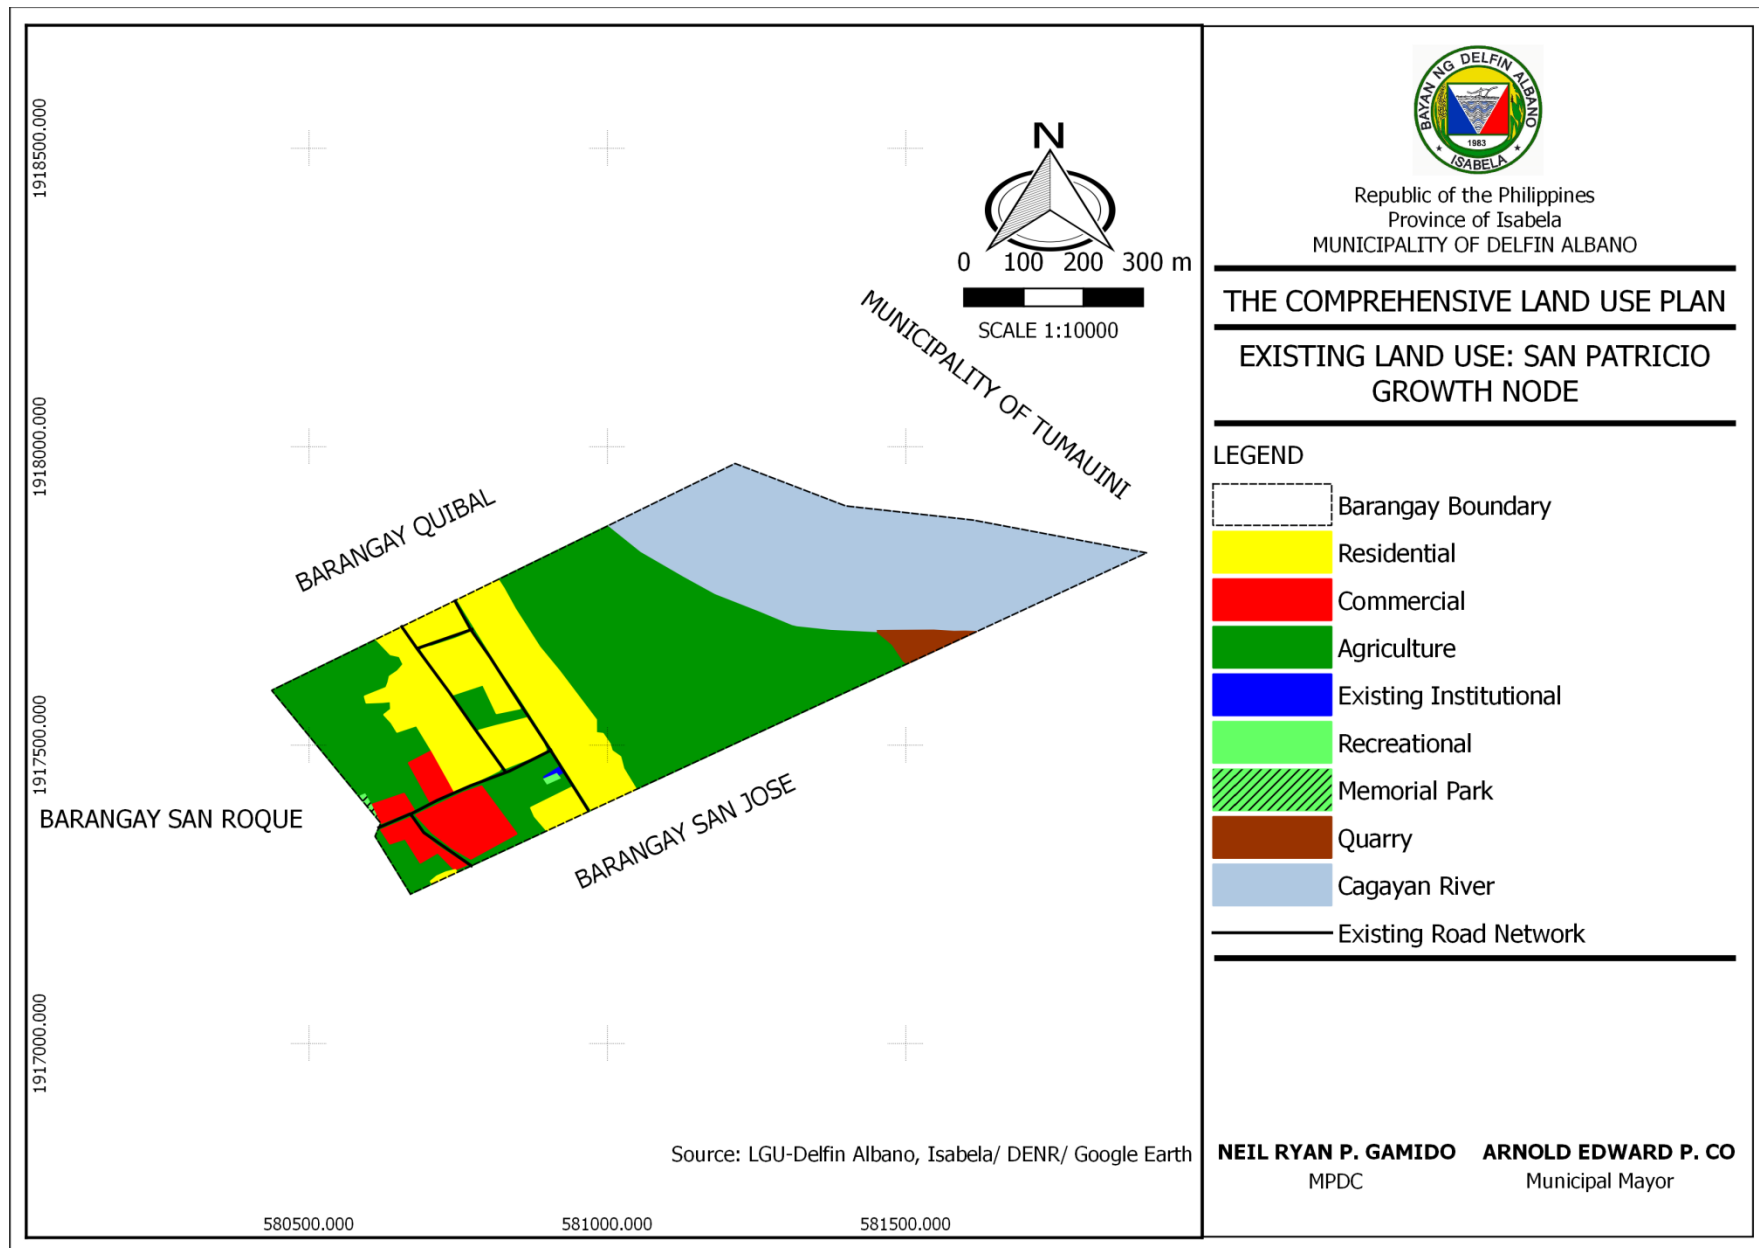 1918500.000
1918000.000
1917500.000
1917000.000
580500.000
581000.000
581500.000
N
0 100 200 300 m
SCALE 1:10000
MUNICIPALITY OF TUMAUINI
BARANGAY QUIBAL
BARANGAY SAN ROQUE
BARANGAY SAN JOSE
Source: LGU-Delfin Albano, Isabela/ DENR/ Google Earth
BAYAN NG DELFIN ALBANO
1983
ISABELA
Republic of the Philippines
Province of Isabela
MUNICIPALITY OF DELFIN ALBANO
THE COMPREHENSIVE LAND USE PLAN
EXISTING LAND USE: SAN PATRICIO
GROWTH NODE
LEGEND
Barangay Boundary
Residential
Commercial
Agriculture
Existing Institutional
Recreational
Memorial Park
Quarry
Cagayan River
Existing Road Network
NEIL RYAN P. GAMIDO ARNOLD EDWARD P. CO
MPDC Municipal Mayor